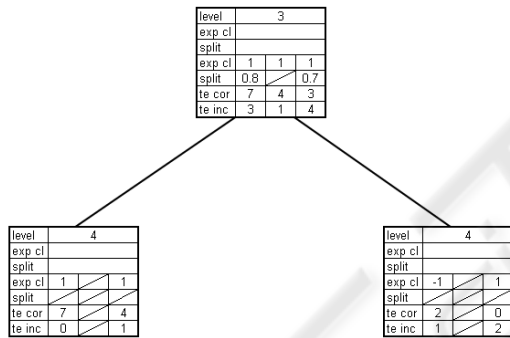 level 3
exp cl
split
exp cl 1 1 1
split 0.8 0.7
te cor 7 4 3
te inc 3 1 4
level 4
exp cl
split
exp cl 1 1
split
te cor 7 4
te inc 0 1
level 4
exp cl
split
exp cl -1 1
split
te cor 2 0
te inc 1 2